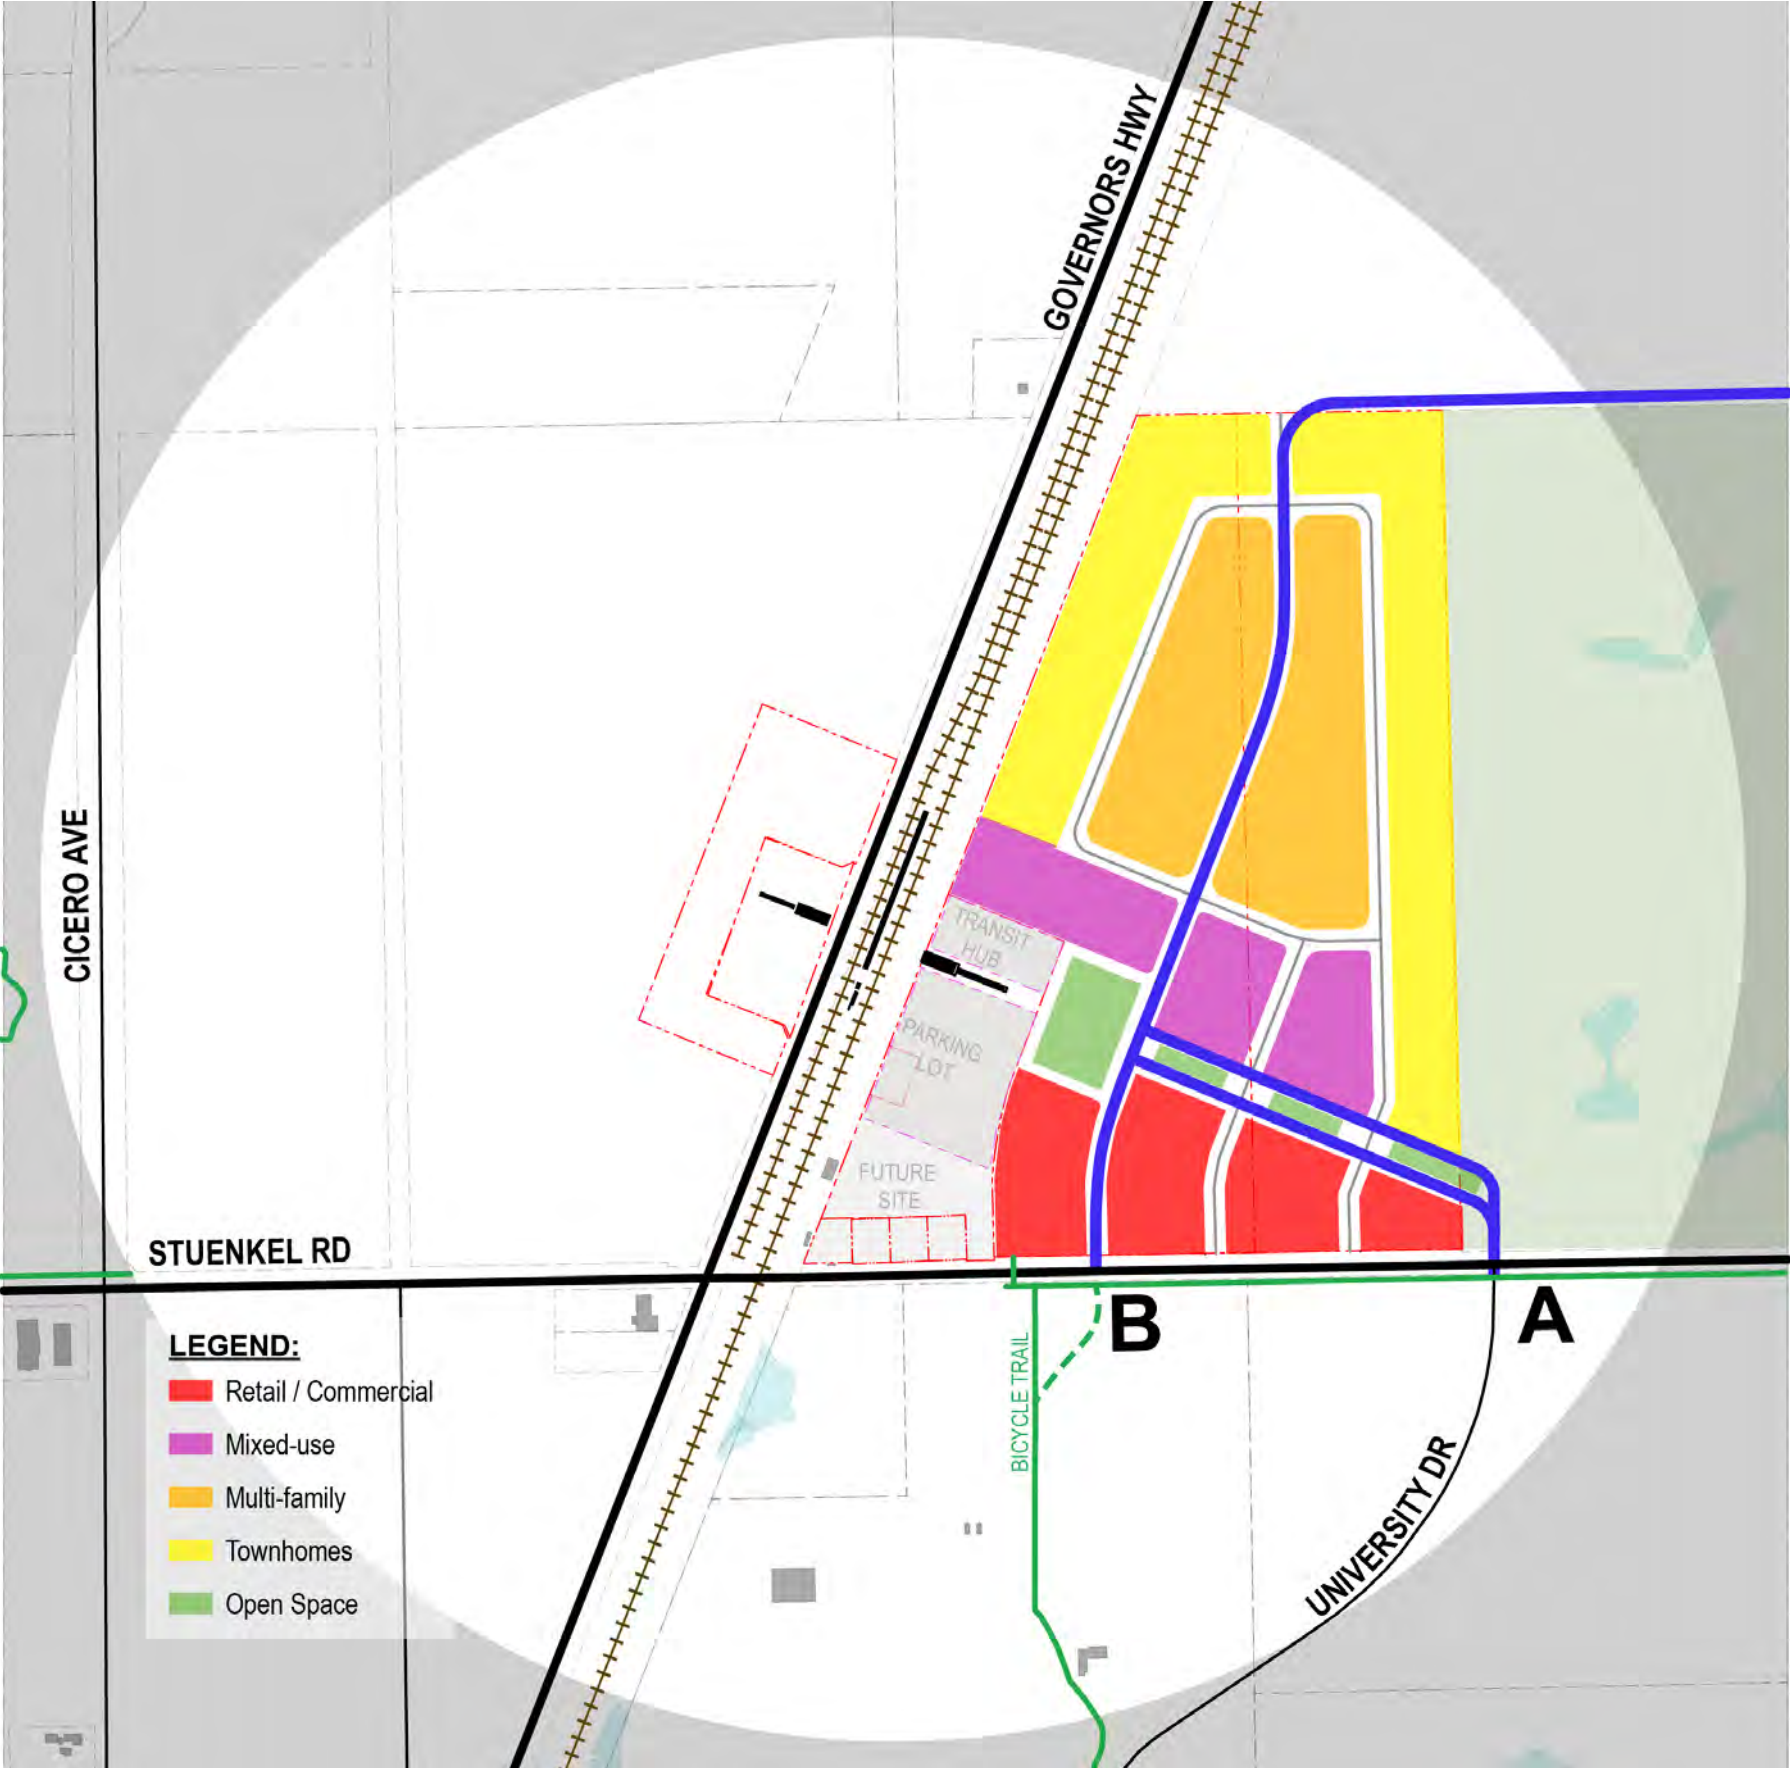 GOVERNORS HWY
CICERO AVE
TRANSIT
HUB
PARKING
LOT
FUTURE
SITE
STUENKEL RD
B
A
BICYCLE TRAIL
UNIVERSITY DR
LEGEND:
Retail / Commercial
Mixed-use
Multi-family
Townhomes
Open Space